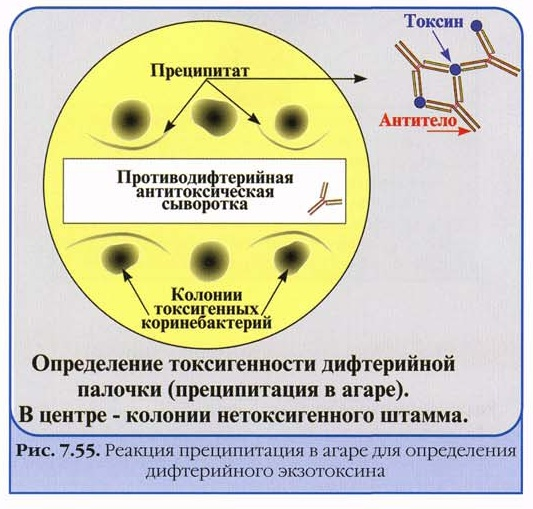 Токсин
Преципитат
Антитело
Противодифтерийная
антитоксическая
сыворотка
Колонии
токсигенных
коринебактерий
Определение токсигенности дифтерийной
палочки (преципитация в агаре).
В центре - колонии нетоксигенного штамма.
Рис. 7.55. Реакция преципитации в агаре для определения
дифтерийного экзотоксина